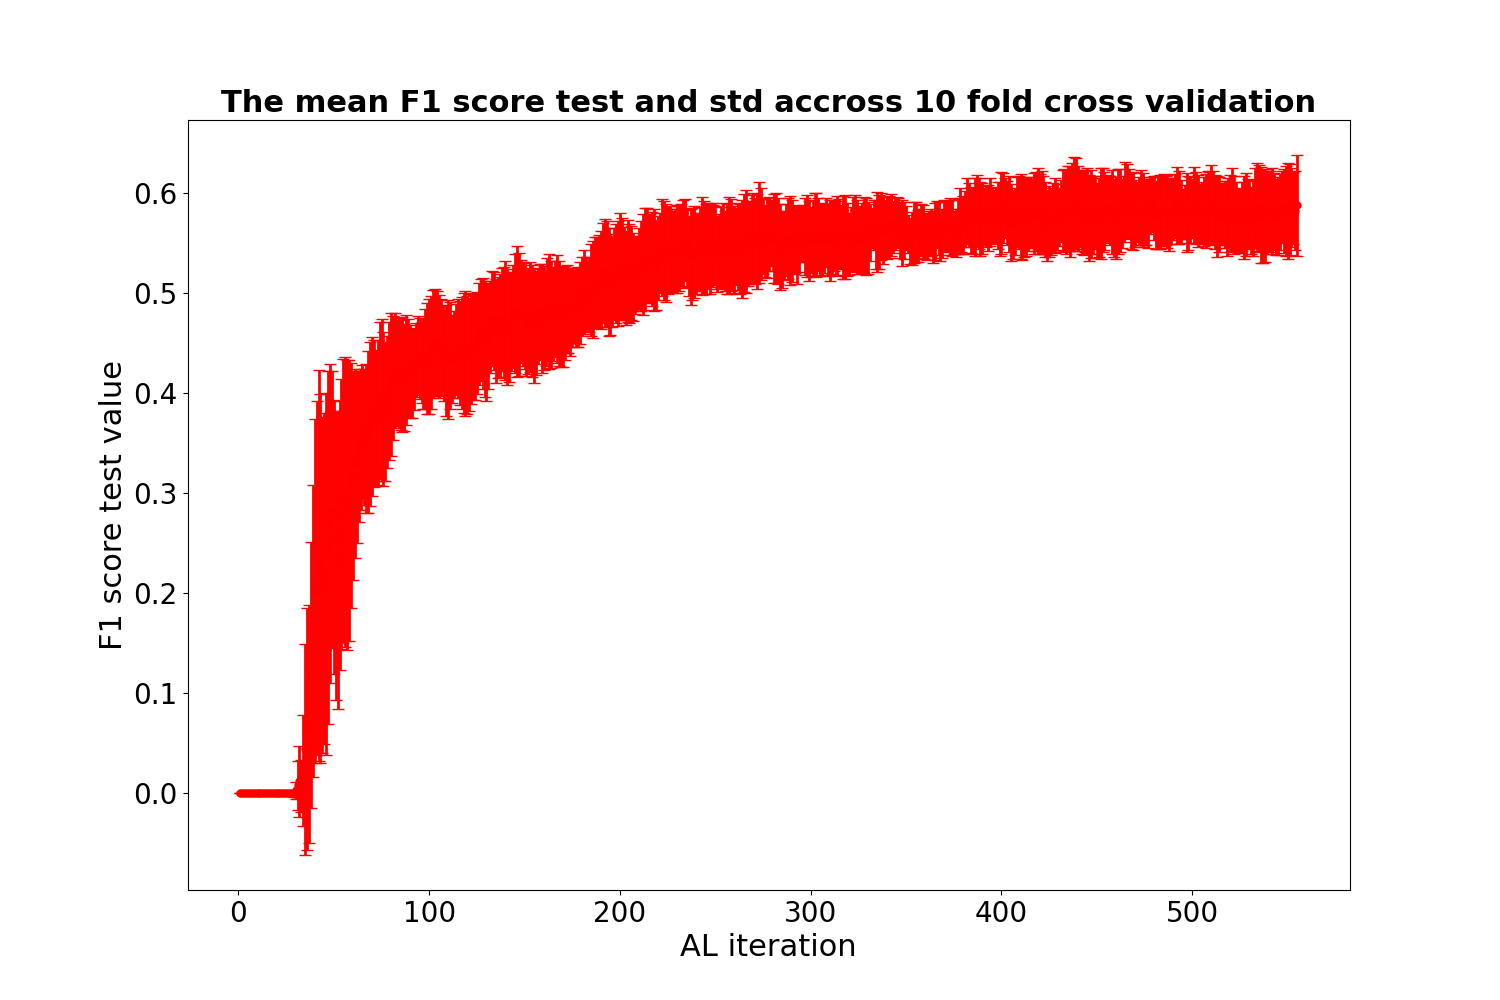 The mean F1 score test and std accross 10 fold cross validation
0.6
0.5
0.4
0.3
0.2
0.1
0.0
F1 score test value
0 100 200 300 400 500
AL iteration